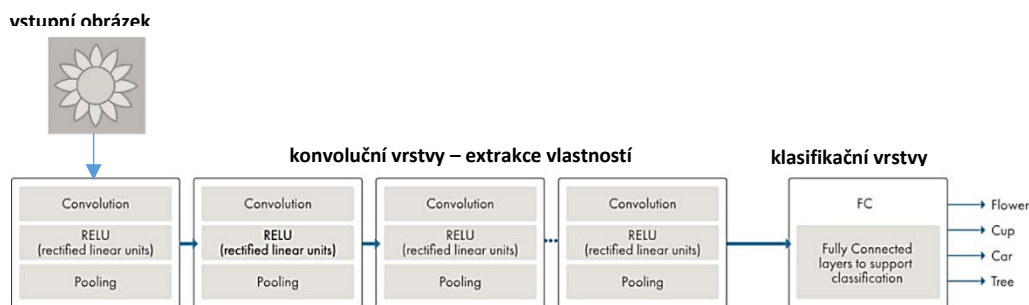 vstupní obrázek
konvoluční vrstvy – extrakce vlastností
klasifikační vrstvy
Convolution
RELU
(rectified linear units)
Pooling
Convolution
RELU
(rectified linear units)
Pooling
Convolution
RELU
(rectified linear units)
Pooling
...
Convolution
RELU
(rectified linear units)
Pooling
FC
Fully Connected
layers to support
classification
Flower
Cup
Car
Tree